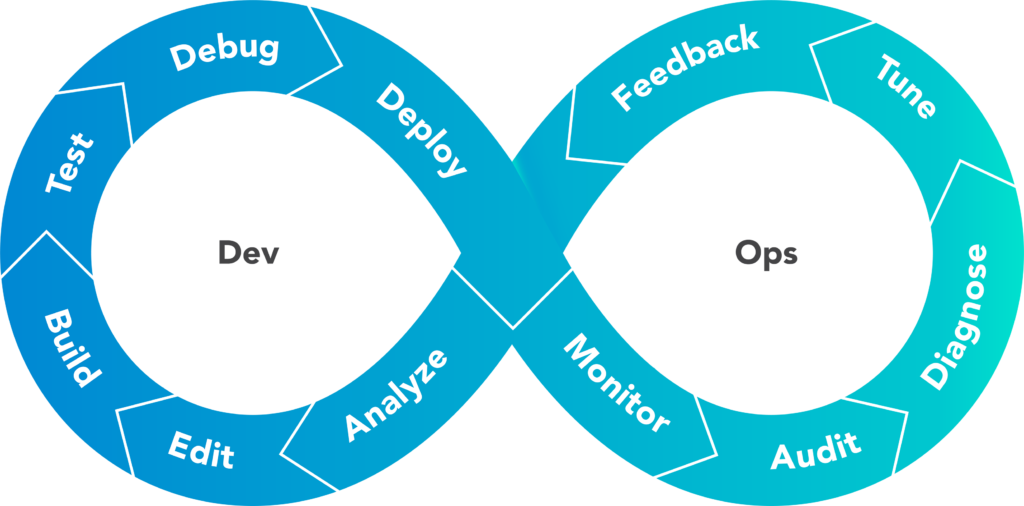 Debug
Deploy
Test
Dev
Build
Edit
Analyze
Feedback
Tune
Ops
Diagnose
Monitor
Audit